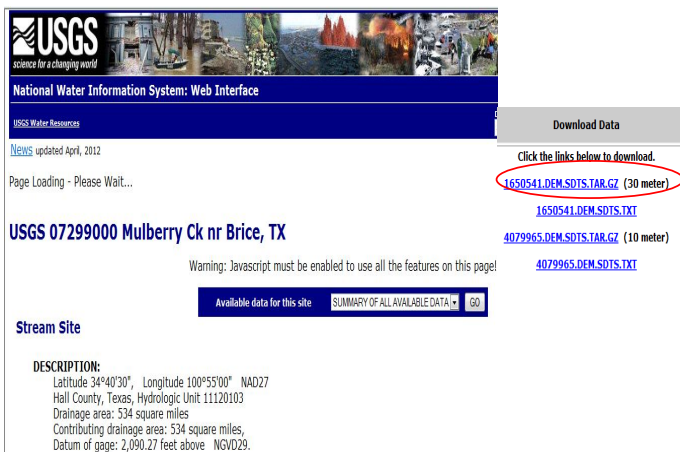 USGS
science for a changing world
National Water Information System: Web Interface
USGS Water Resources
News updated April, 2012
Page Loading - Please Wait...
USGS 07299000 Mulberry Ck nr Brice, TX
Warning: Javascript must be enabled to use all the features on this page!
Available data for this site SUMMARY OF ALL AVAILABLE DATA GO
Stream Site
DESCRIPTION:
Latitude 34°40'30", Longitude 100°55'00" NAD27
Hall County, Texas, Hydrologic Unit 11120103
Drainage area: 534 square miles
Contributing drainage area: 534 square miles,
Datum of gage: 2,090.27 feet above NGVD29.
Download Data
Click the links below to download.
1650541.DEM.SDTS.TAR.GZ (30 meter)
1650541.DEM.SDTS.TXT
4079965.DEM.SDTS.TAR.GZ (10 meter)
4079965.DEM.SDTS.TXT